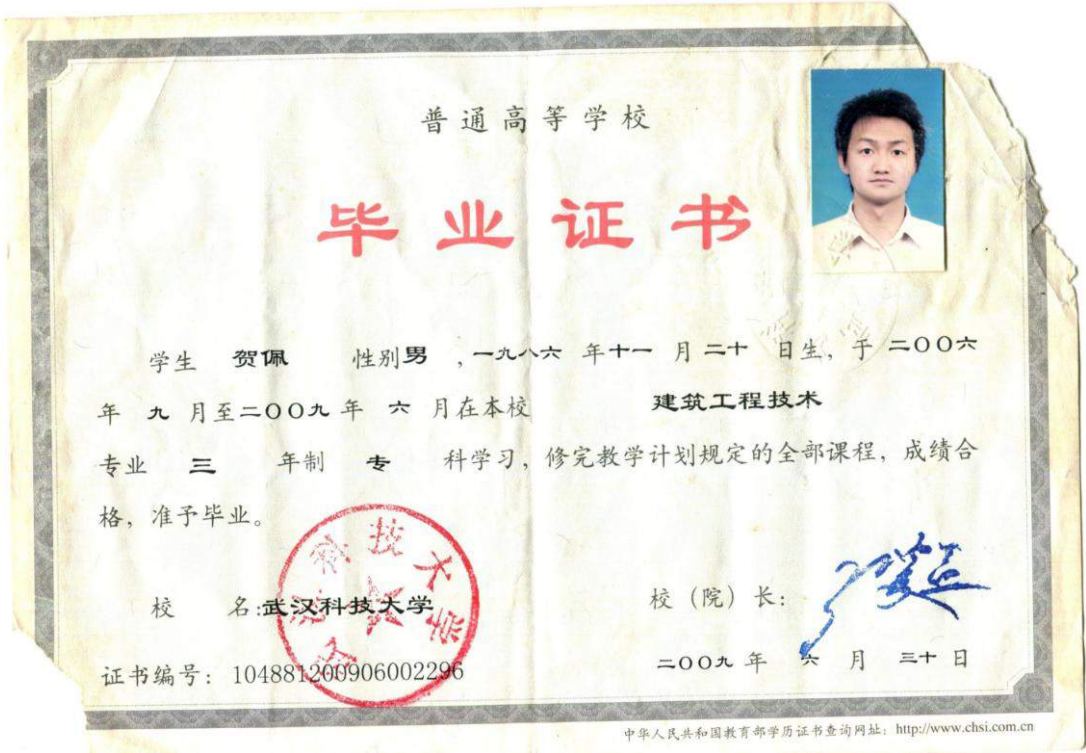 普通高等学校
毕业证书
学生 贺佩 性别 男 ，一九八六 年 十一 月 二十 日生，于 二〇〇六
年 九 月至 二〇〇九 年 六 月在本校 建筑工程技术
专业 三 年制 专 科学习，修完教学计划规定的全部课程，成绩合
格，准予毕业。
校 名:武汉科技大学
校（院）长：
证书编号：104881200906002296
二〇〇九 年 六 月 三十 日
中华人民共和国教育部学历证书查询网址：http://www.chsi.com.cn